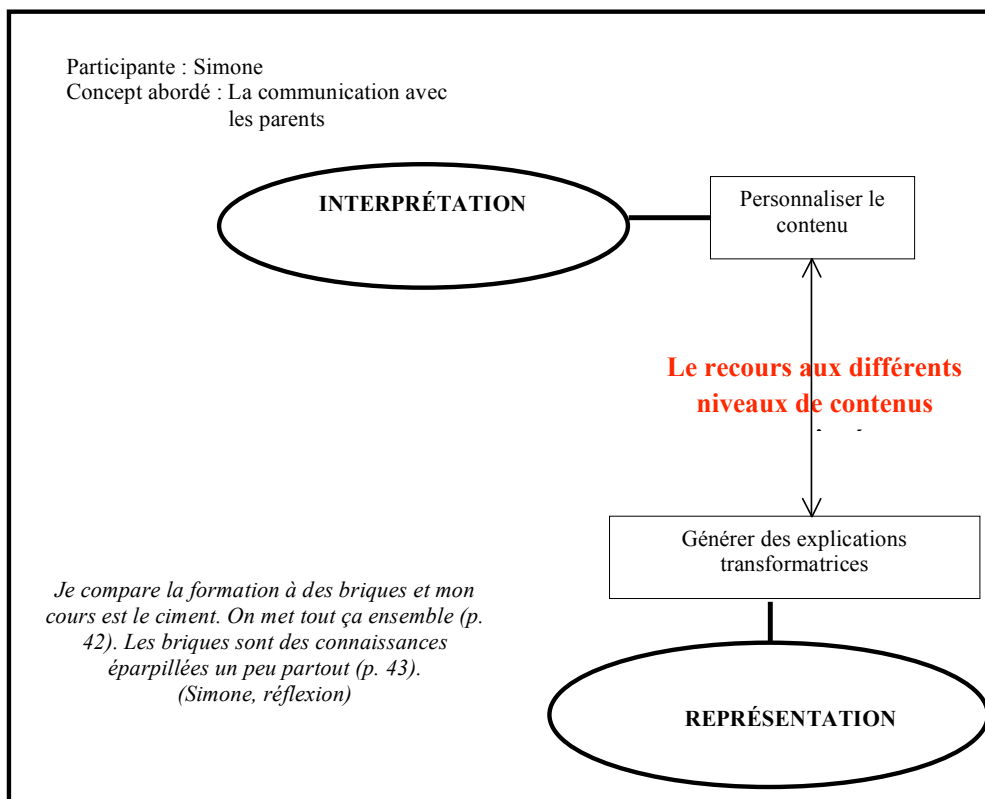 Participante : Simone
Concept abordé : La communication avec
les parents
INTERPRÉTATION
Personnaliser le
contenu
Le recours aux différents
niveaux de contenus
Générer des explications
transformatrices
Je compare la formation à des briques et mon
cours est le ciment. On met tout ça ensemble (p.
42). Les briques sont des connaissances
éparpillées un peu partout (p. 43).
(Simone, réflexion)
REPRÉSENTATION